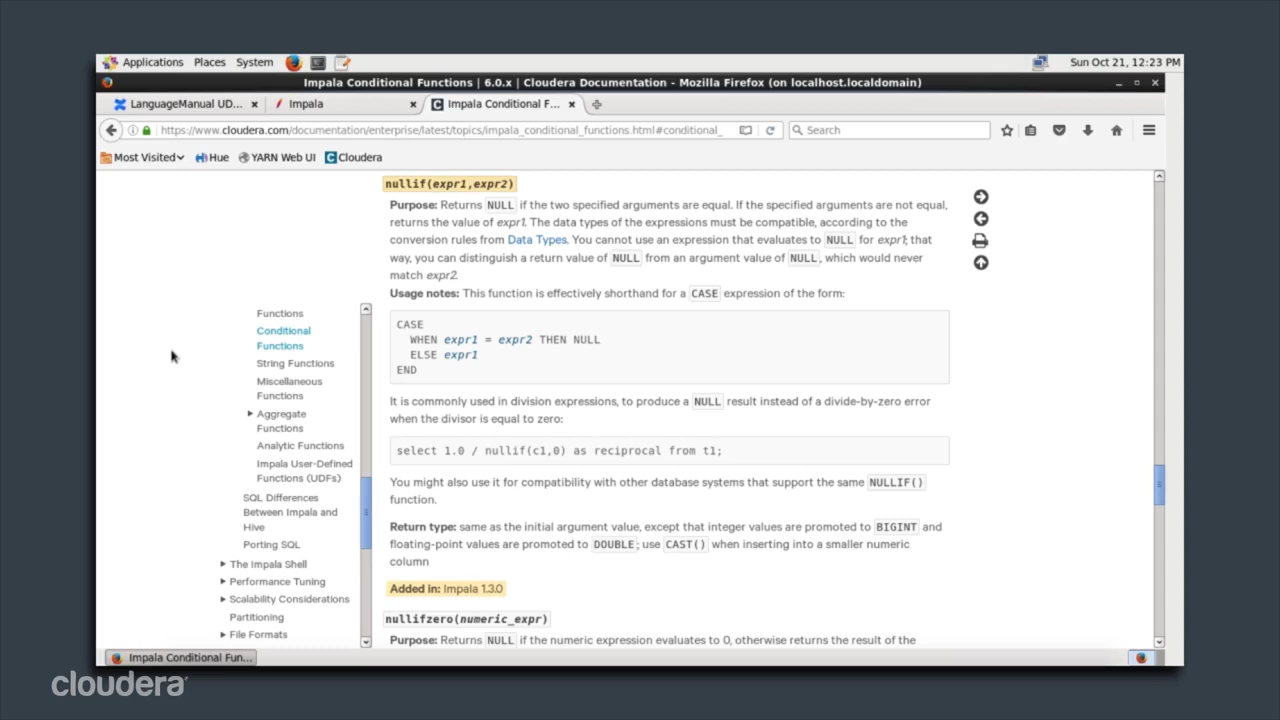 Applications Places System
Sun Oct 21, 12:23 PM
Impala Conditional Functions | 6.0.x | Cloudera Documentation - Mozilla Firefox (on localhost.localdomain)
LanguageManual UD...
Impala
Impala Conditional F...
https://www.cloudera.com/documentation/enterprise/latest/topics/impala_conditional_functions.html#conditional_
Search
Most Visited
Hue
YARN Web UI
Cloudera
Functions
Conditional
Functions
String Functions
Miscellaneous
Functions
Aggregate
Functions
Analytic Functions
Impala User-Defined
Functions (UDFs)
SQL Differences
Between Impala and
Hive
Porting SQL
The Impala Shell
Performance Tuning
Scalability Considerations
Partitioning
File Formats
nullif(expr1,expr2)
Purpose: Returns NULL if the two specified arguments are equal. If the specified arguments are not equal,
returns the value of expr1. The data types of the expressions must be compatible, according to the
conversion rules from Data Types. You cannot use an expression that evaluates to NULL for expr1; that
way, you can distinguish a return value of NULL from an argument value of NULL, which would never
match expr2.
Usage notes: This function is effectively shorthand for a CASE expression of the form:
CASE
WHEN expr1 = expr2 THEN NULL
ELSE expr1
END
It is commonly used in division expressions, to produce a NULL result instead of a divide-by-zero error
when the divisor is equal to zero:
select 1.0 / nullif(c1,0) as reciprocal from t1;
You might also use it for compatibility with other database systems that support the same NULLIF()
function.
Return type: same as the initial argument value, except that integer values are promoted to BIGINT and
floating-point values are promoted to DOUBLE; use CAST() when inserting into a smaller numeric
column
Added in: Impala 1.3.0
nullifzero(numeric_expr)
Purpose: Returns NULL if the numeric expression evaluates to 0, otherwise returns the result of the
Impala Conditional Fun...
cloudera